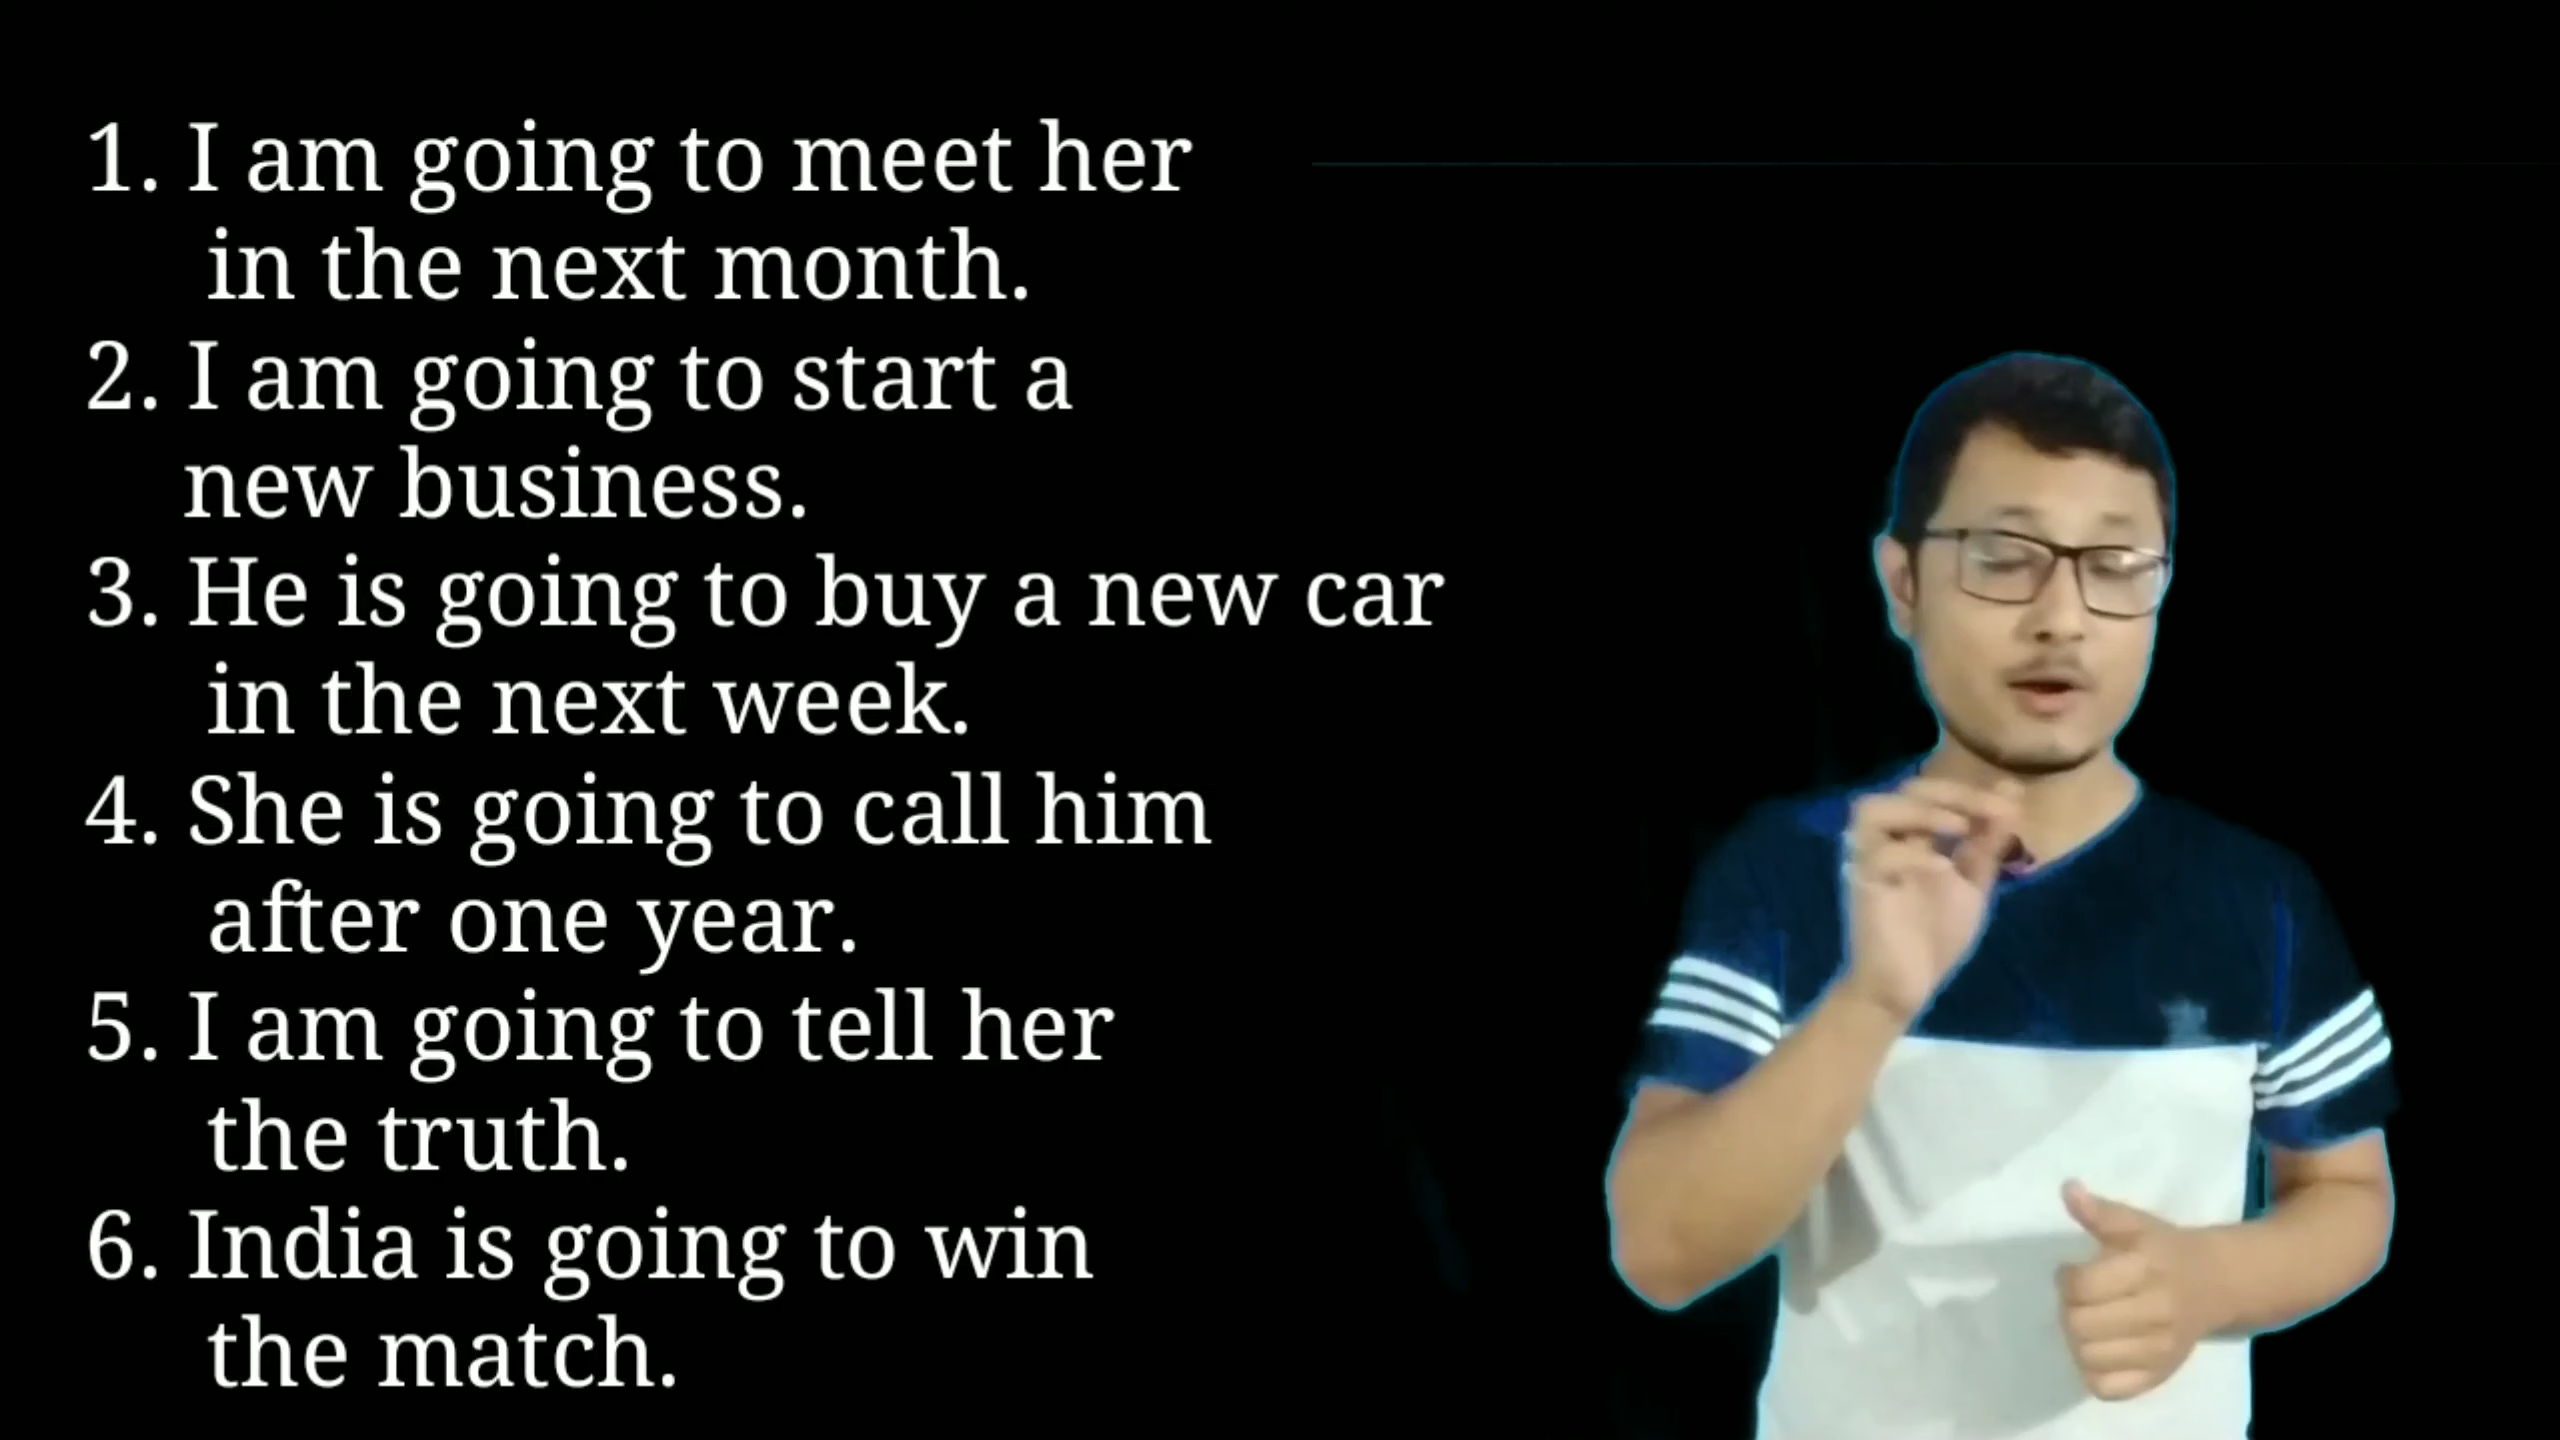 1. I am going to meet her
in the next month.
2. I am going to start a
new business.
3. He is going to buy a new car
in the next week.
4. She is going to call him
after one year.
5. I am going to tell her
the truth.
6. India is going to win
the match.